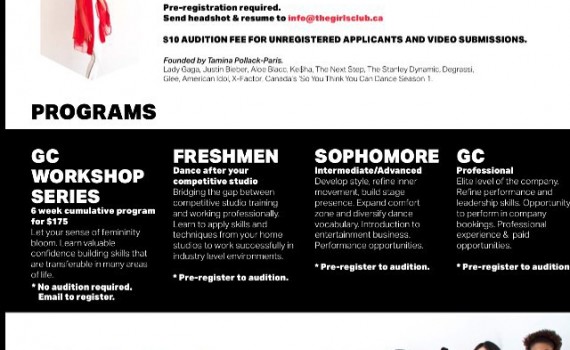 Pre-registration required.
Send headshot & resume to info@thegirlsclub.ca
$10 AUDITION FEE FOR UNREGISTERED APPLICANTS AND VIDEO SUBMISSIONS.
Founded by Tamina Pollack-Paris.
Lady Gaga, Justin Bieber, Aloe Blacc, Ke$ha, The Next Step, The Stanley Dynamic, Degrassi,
Glee, American Idol, X-Factor, Canada's 'So You Think You Can Dance Season 1.
PROGRAMS
GC
WORKSHOP
SERIES
6 week cumulative program
for $175
Let your sense of femininity
bloom. Learn valuable
confidence building skills that
are transferable in many areas
of life.
* No audition required.
Email to register.
FRESHMEN
Dance after your
competitive studio
Bridging the gap between
competitive studio training
and working professionally.
Learn to apply skills and
techniques from your home
studios to work successfully in
industry level environments.
* Pre-register to audition.
SOPHOMORE
Intermediate/Advanced
Develop style, refine inner
movement, build stage
presence. Expand comfort
zone and diversify dance
vocabulary. Introduction to
entertainment business.
Performance opportunities.
* Pre-register to audition.
GC
Professional
Elite level of the company.
Refine performance and
leadership skills. Opportunity
to perform in company
bookings. Professional
experience & paid
opportunities.
* Pre-register to audition